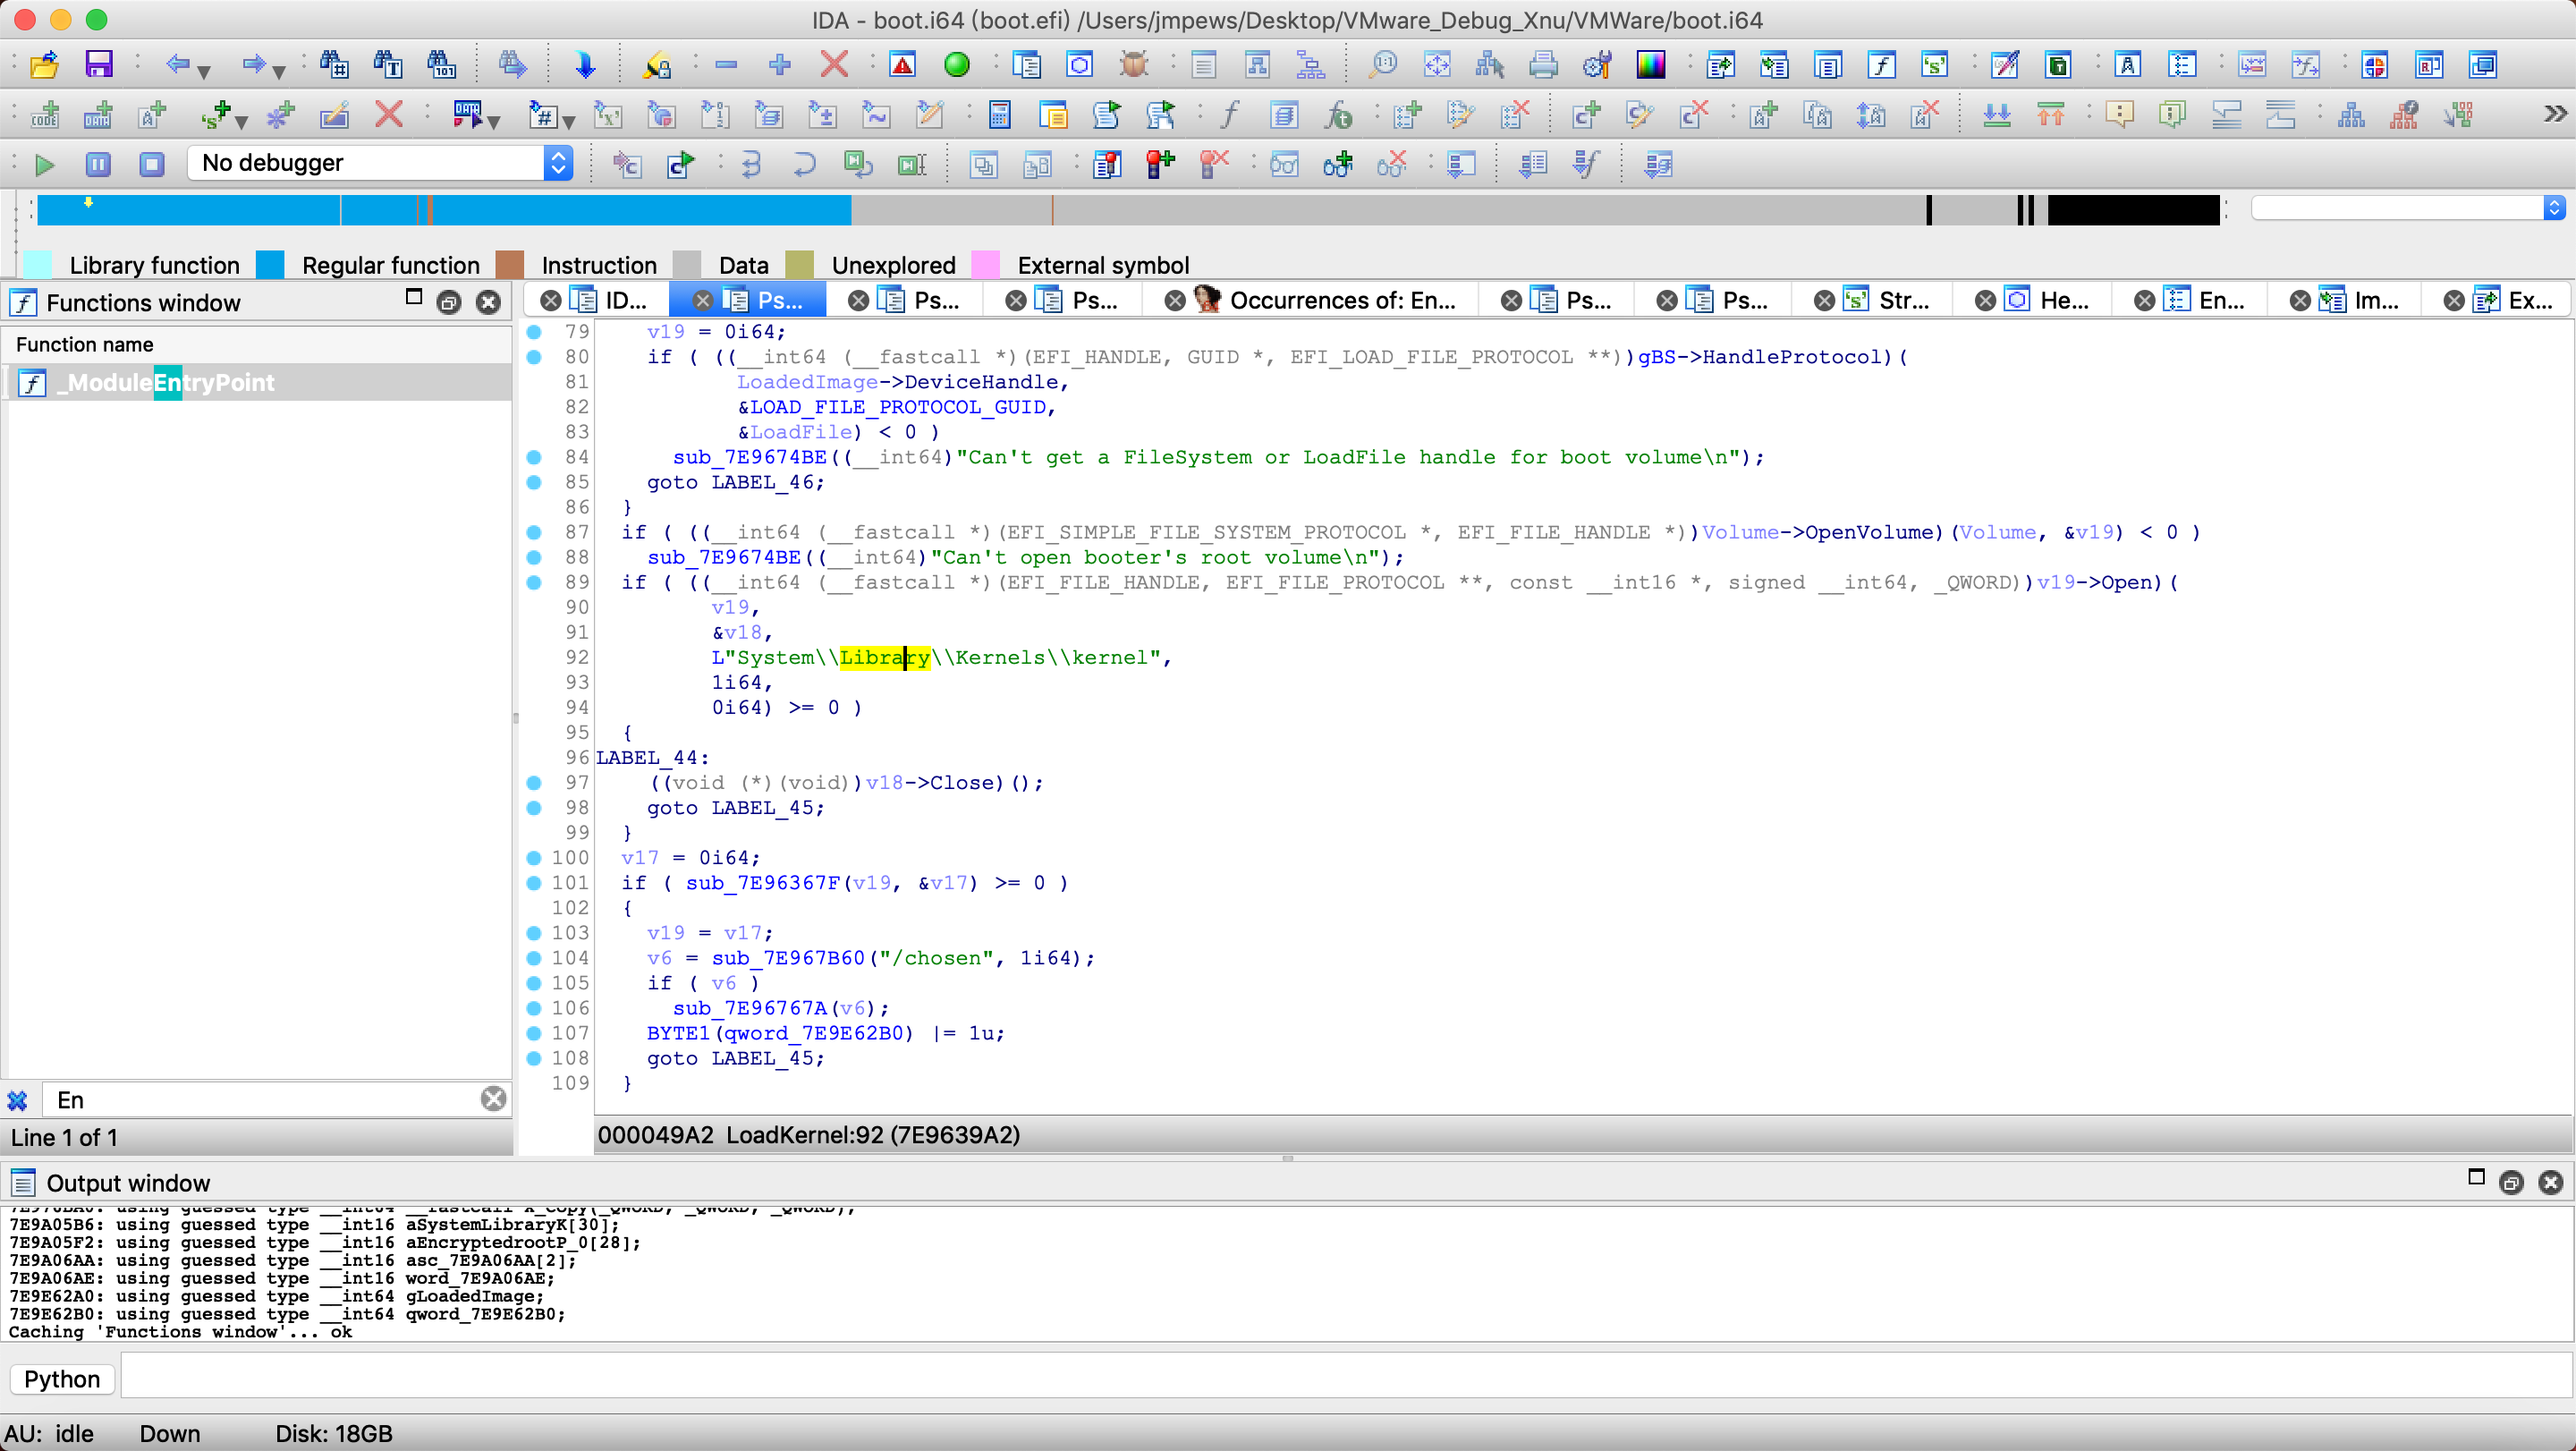 IDA - boot.i64 (boot.efi) /Users/jmpews/Desktop/VMware_Debug_Xnu/VMWare/boot.i64
No debugger
Library function Regular function Instruction Data Unexplored External symbol
Functions window
Function name
_ModuleEntryPoint
En
Line 1 of 1
ID... Ps... Ps... Ps... Occurrences of: En... Ps... Ps... Str... He... En... Im... Ex...
79 v19 = 0i64;
80 if ( ((__int64 (__fastcall *)(EFI_HANDLE, GUID *, EFI_LOAD_FILE_PROTOCOL **))gBS->HandleProtocol)(
81 LoadedImage->DeviceHandle,
82 &LOAD_FILE_PROTOCOL_GUID,
83 &LoadFile) < 0 )
84 sub_7E9674BE((__int64)"Can't get a FileSystem or LoadFile handle for boot volume\n");
85 goto LABEL_46;
86 }
87 if ( ((__int64 (__fastcall *)(EFI_SIMPLE_FILE_SYSTEM_PROTOCOL *, EFI_FILE_HANDLE *))Volume->OpenVolume)(Volume, &v19) < 0 )
88 sub_7E9674BE((__int64)"Can't open booter's root volume\n");
89 if ( ((__int64 (__fastcall *)(EFI_FILE_HANDLE, EFI_FILE_PROTOCOL **, const __int16 *, signed __int64, _QWORD))v19->Open)(
90 v19,
91 &v18,
92 L"System\\Library\\Kernels\\kernel",
93 1i64,
94 0i64) >= 0 )
95 {
96 LABEL_44:
97 ((void (*)(void))v18->Close)();
98 goto LABEL_45;
99 }
100 v17 = 0i64;
101 if ( sub_7E96367F(v19, &v17) >= 0 )
102 {
103 v19 = v17;
104 v6 = sub_7E967B60("/chosen", 1i64);
105 if ( v6 )
106 sub_7E96767A(v6);
107 BYTE1(qword_7E9E62B0) |= 1u;
108 goto LABEL_45;
109 }
000049A2 LoadKernel:92 (7E9639A2)
Output window
using guessed type __int64 __fastcall X_Copy(_QWORD, _QWORD, _QWORD);
7E9A05B6: using guessed type __int16 aSystemLibraryK[30];
7E9A05F2: using guessed type __int16 aEncryptedrootP_0[28];
7E9A06AA: using guessed type __int16 asc_7E9A06AA[2];
7E9A06AE: using guessed type __int16 word_7E9A06AE;
7E9E62A0: using guessed type __int64 gLoadedImage;
7E9E62B0: using guessed type __int64 qword_7E9E62B0;
Caching 'Functions window'... ok
Python
AU: idle Down Disk: 18GB